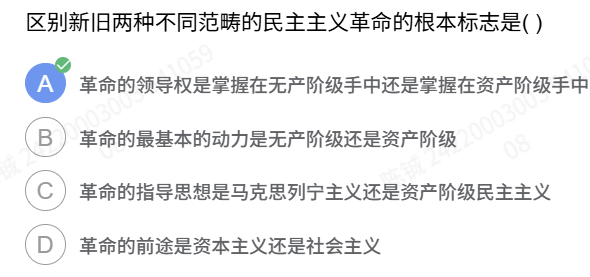 区别新旧两种不同范畴的民主主义革命的根本标志是( )
A 革命的领导权是掌握在无产阶级手中还是掌握在资产阶级手中
B 革命的最基本的动力是无产阶级还是资产阶级
C 革命的指导思想是马克思列宁主义还是资产阶级民主主义
D 革命的前途是资本主义还是社会主义